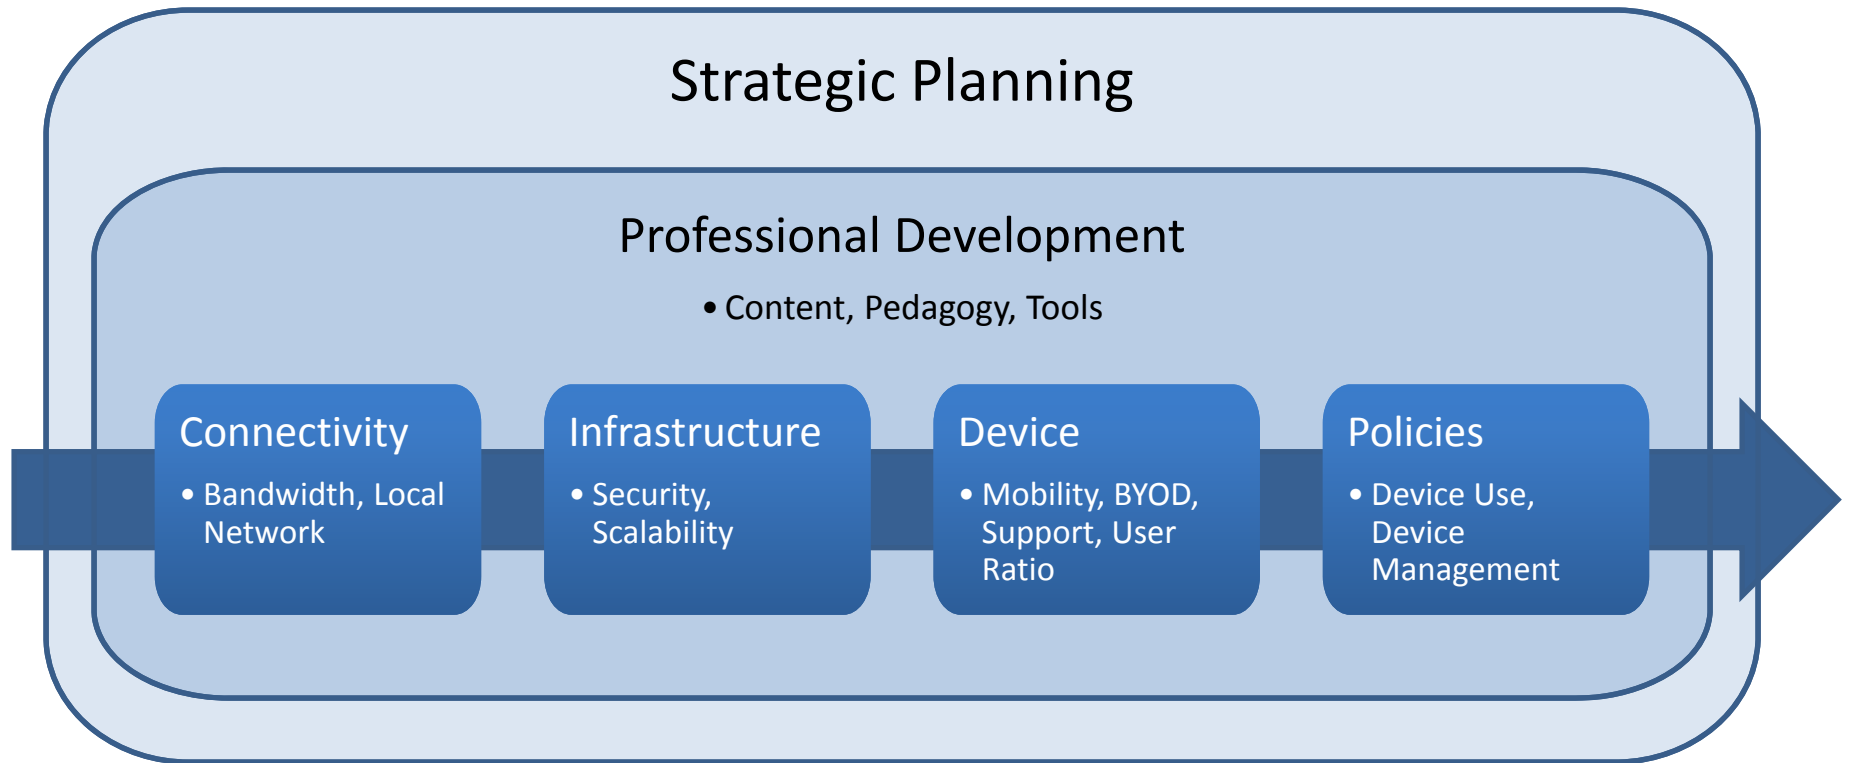 Strategic Planning
Professional Development
• Content, Pedagogy, Tools
Connectivity
• Bandwidth, Local
Network
Infrastructure
• Security,
Scalability
Device
• Mobility, BYOD,
Support, User
Ratio
Policies
• Device Use,
Device
Management